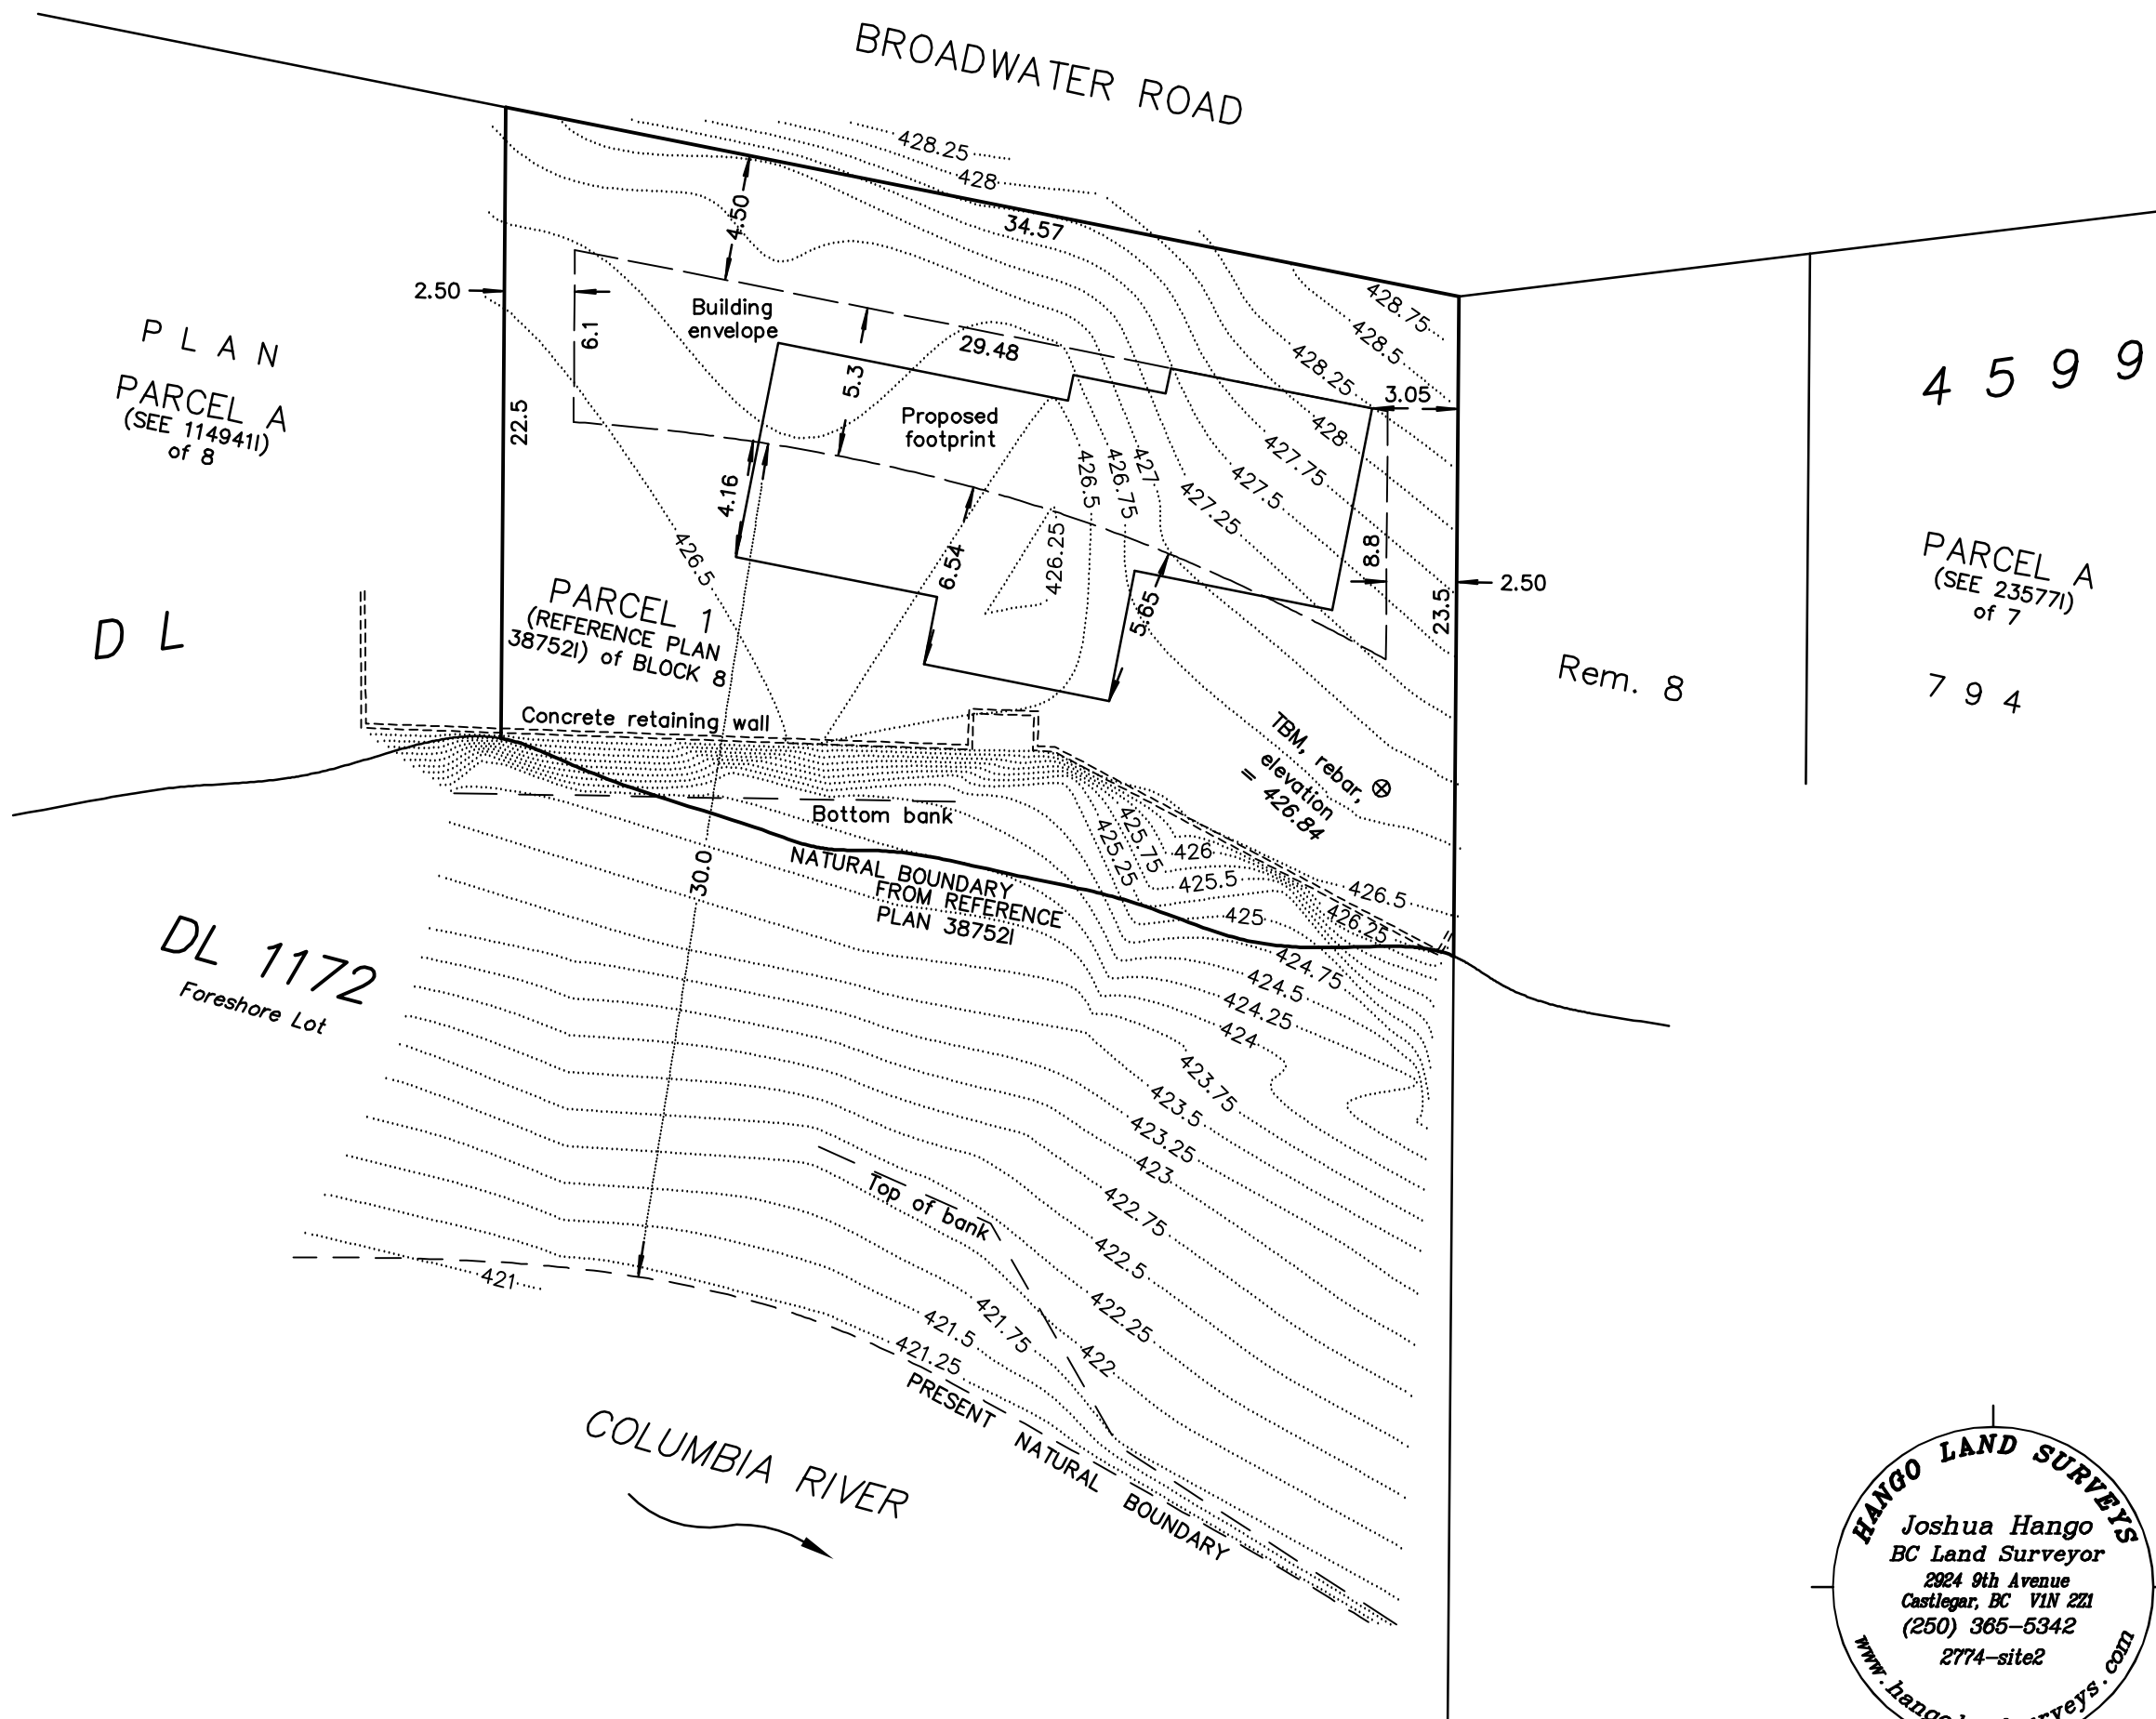 BROADWATER ROAD
428.25
428
34.57
4.50
2.50
6.1
Building
envelope
29.48
5.3
428.75
428.5
428.25
3.05
428
427.75
427.5
427.25
427
426.75
426.5
22.5
Proposed
footprint
4.16
6.54
426.25
5.65
8.8
23.5
2.50
426.5
P L A N
PARCEL A
(SEE 114941I)
of 8
D L
4 5 9 9
PARCEL A
(SEE 23577I)
of 7
7 9 4
Rem. 8
PARCEL 1
(REFERENCE PLAN
38752I) of BLOCK 8
Concrete retaining wall
TBM, rebar,
elevation
= 426.84
Bottom bank
NATURAL BOUNDARY
FROM REFERENCE
PLAN 38752I
30.0
425.75
425.25
426
425.5
425
426.5
426.25
424.75
424.5
424.25
424
423.75
423.5
423.25
423
422.75
422.5
422.25
422
421.75
421.5
421.25
421
DL 1172
Foreshore Lot
Top of bank
PRESENT NATURAL BOUNDARY
COLUMBIA RIVER
HANGO LAND SURVEYS
Joshua Hango
BC Land Surveyor
2924 9th Avenue
Castlegar, BC V1N 2Z1
(250) 365-5342
2774-site2